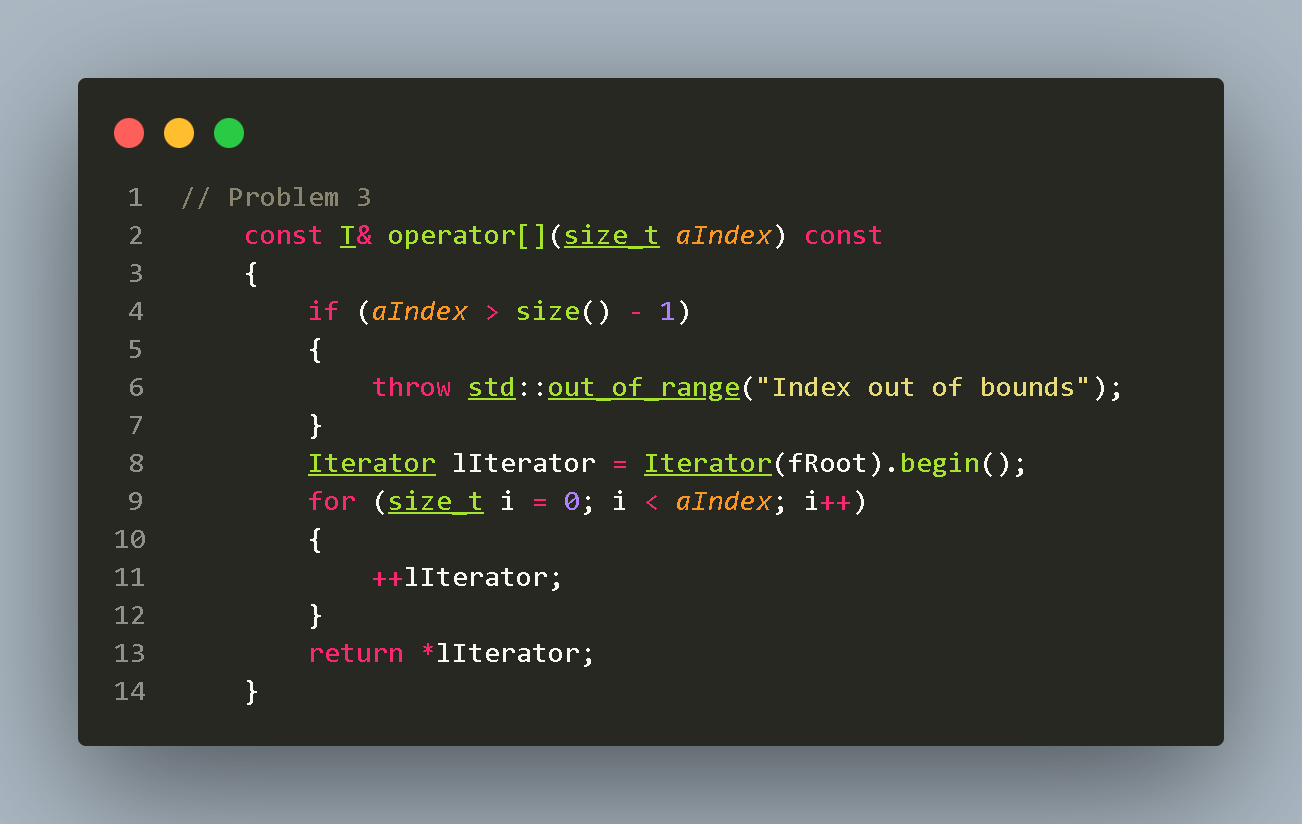 1 // Problem 3
2 const T& operator[](size_t aIndex) const
3 {
4 if (aIndex > size() - 1)
5 {
6 throw std::out_of_range("Index out of bounds");
7 }
8 Iterator lIterator = Iterator(fRoot).begin();
9 for (size_t i = 0; i < aIndex; i++)
10 {
11 ++lIterator;
12 }
13 return *lIterator;
14 }